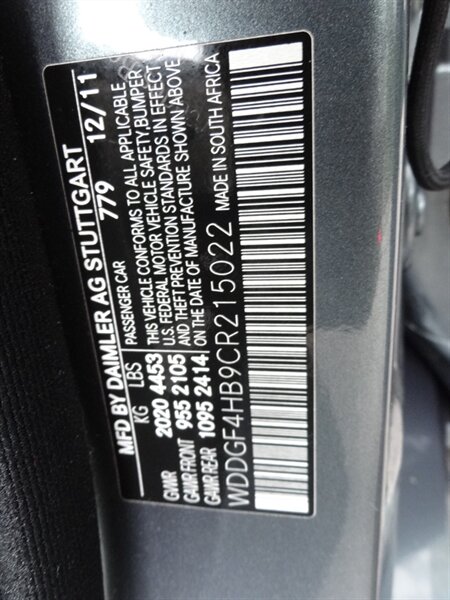 MFD BY DAIMLER AG STUTTGART
779 12/11
KG LBS PASSENGER CAR
GVWR 2020 4453 THIS VEHICLE CONFORMS TO ALL APPLICABLE
U.S. FEDERAL MOTOR VEHICLE SAFETY, BUMPER
GAWR FRONT 955 2105 AND THEFT PREVENTION STANDARDS IN EFFECT
GAWR REAR 1095 2414 ON THE DATE OF MANUFACTURE SHOWN ABOVE
WDDGF4HB9CR215022 MADE IN SOUTH AFRICA